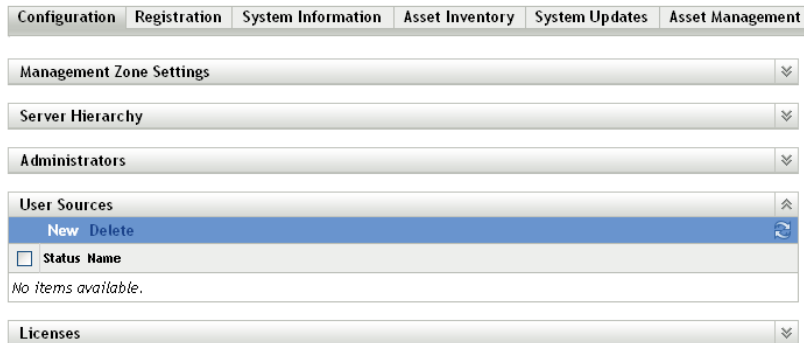 Configuration Registration System Information Asset Inventory System Updates Asset Management
Management Zone Settings
Server Hierarchy
Administrators
User Sources
New Delete
Status Name
No items available.
Licenses